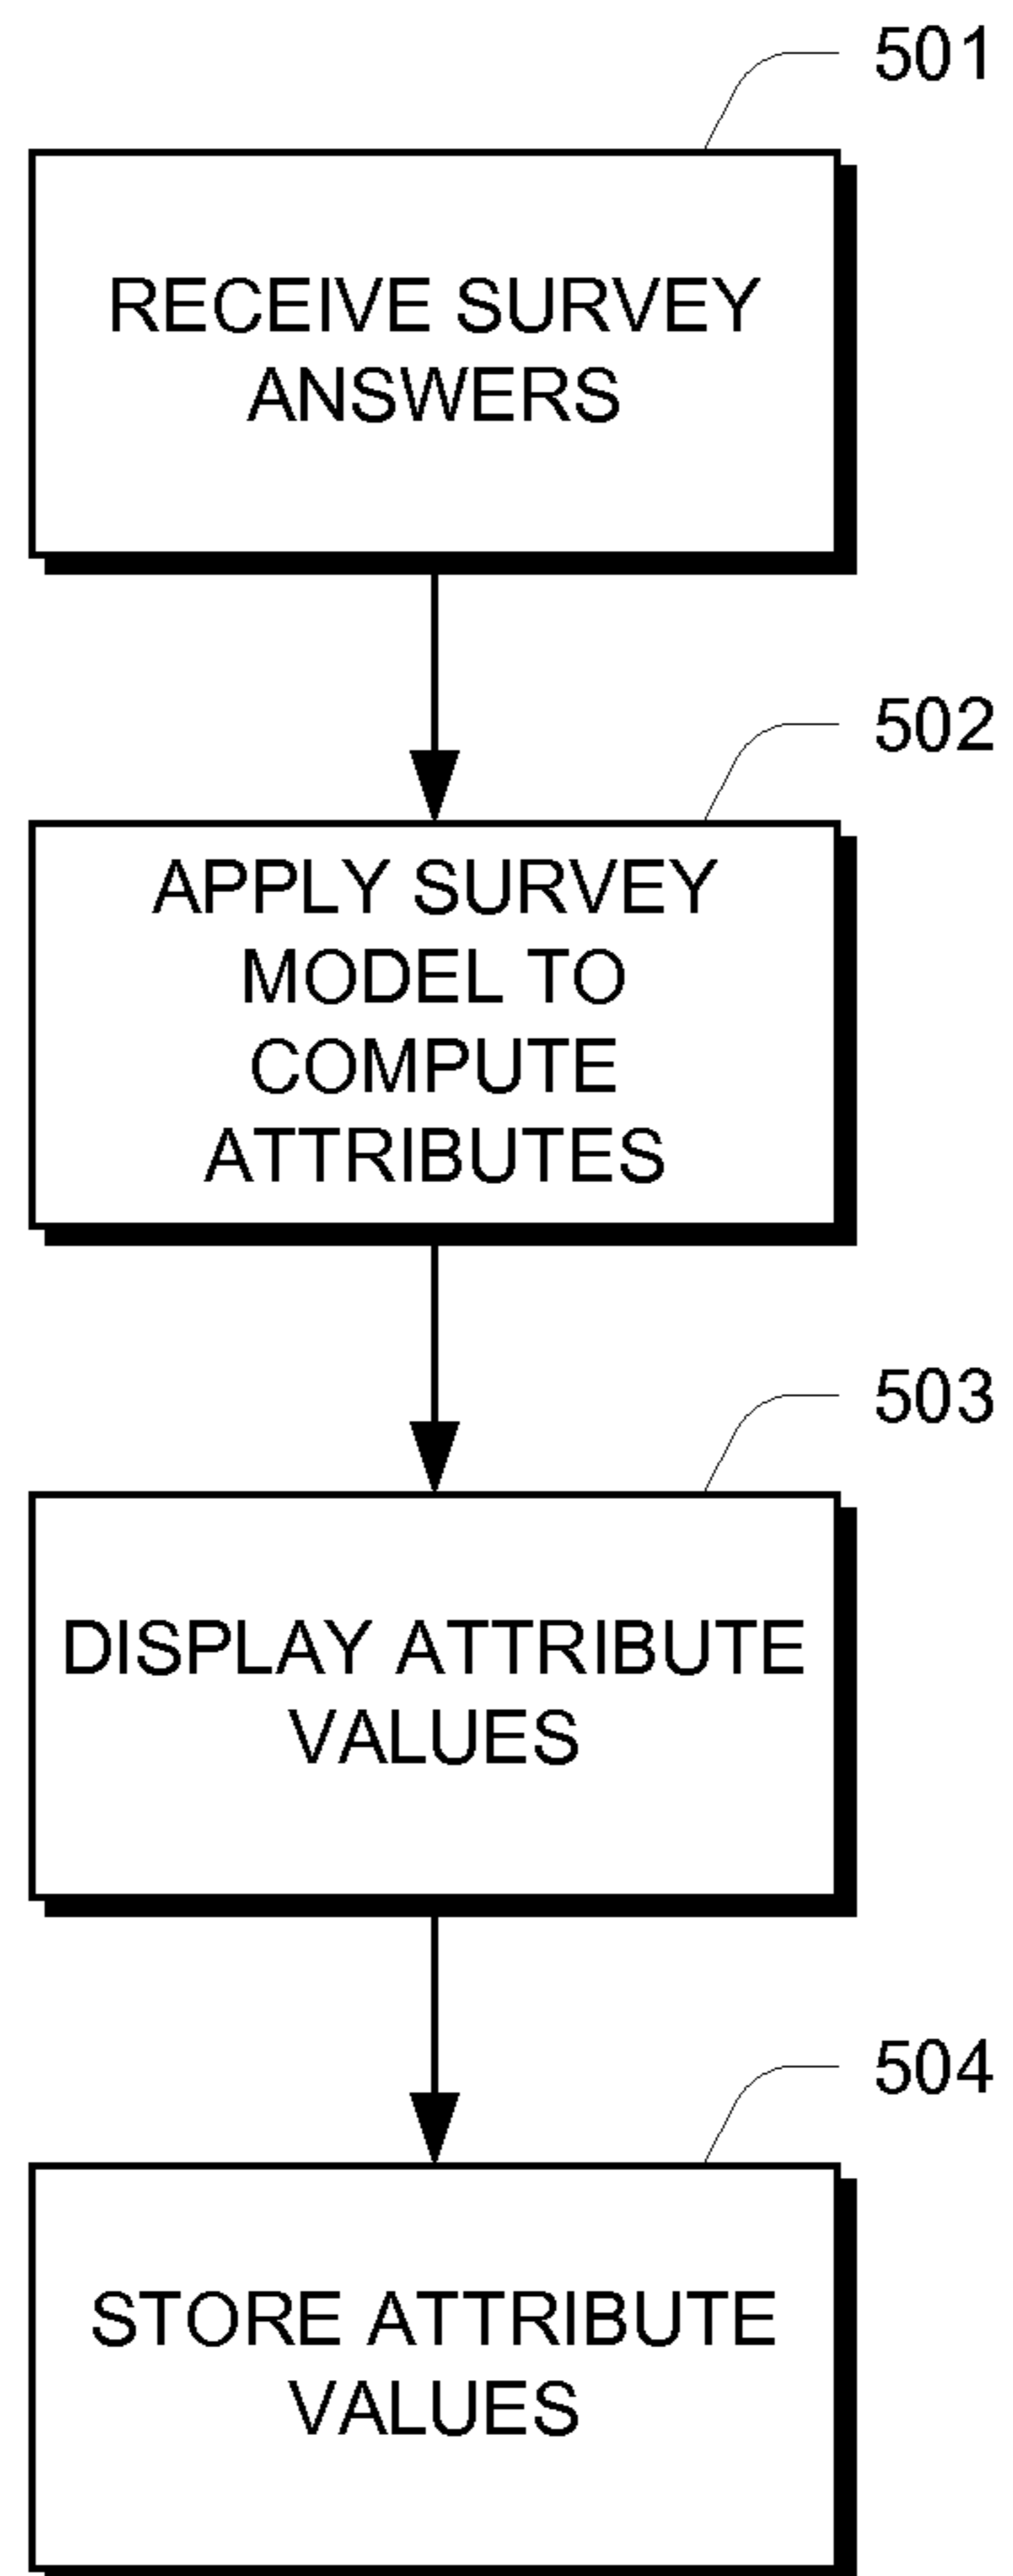 501
RECEIVE SURVEY
ANSWERS
502
APPLY SURVEY
MODEL TO
COMPUTE
ATTRIBUTES
503
DISPLAY ATTRIBUTE
VALUES
504
STORE ATTRIBUTE
VALUES